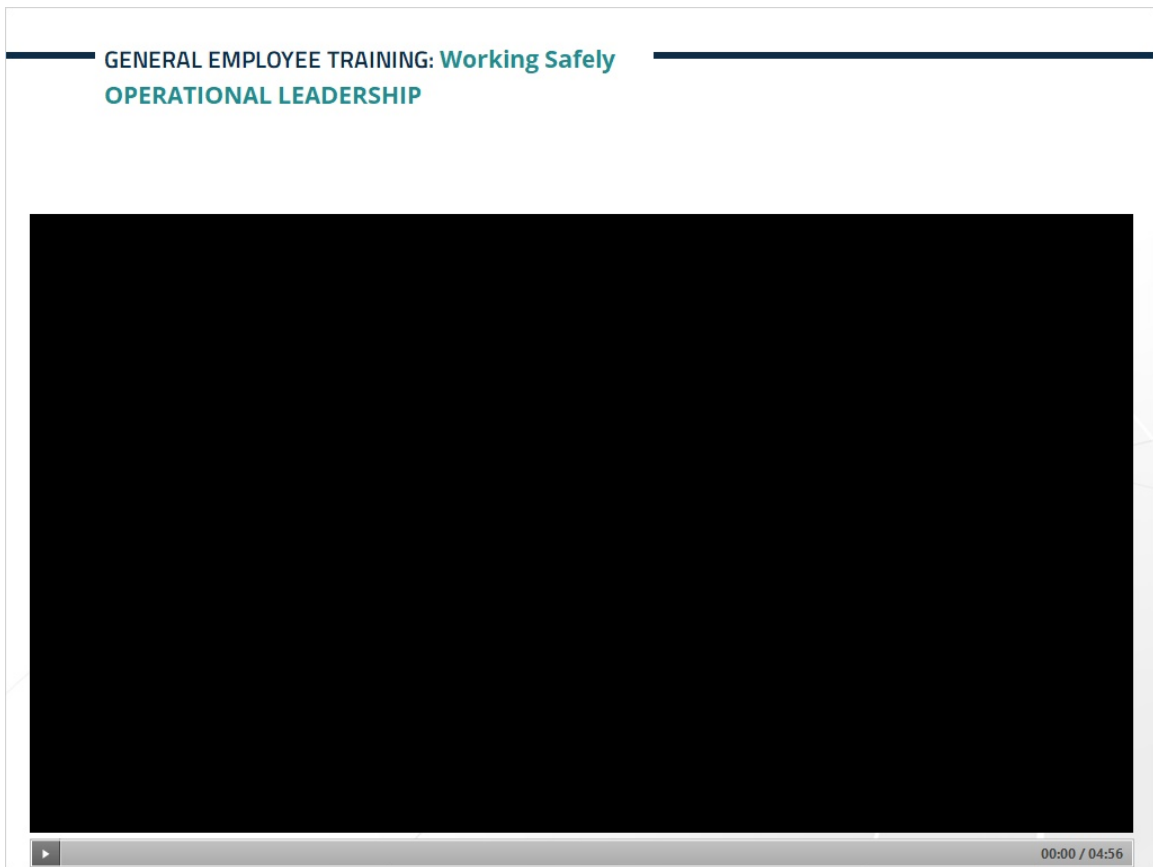 GENERAL EMPLOYEE TRAINING: Working Safely
OPERATIONAL LEADERSHIP
00:00 / 04:56